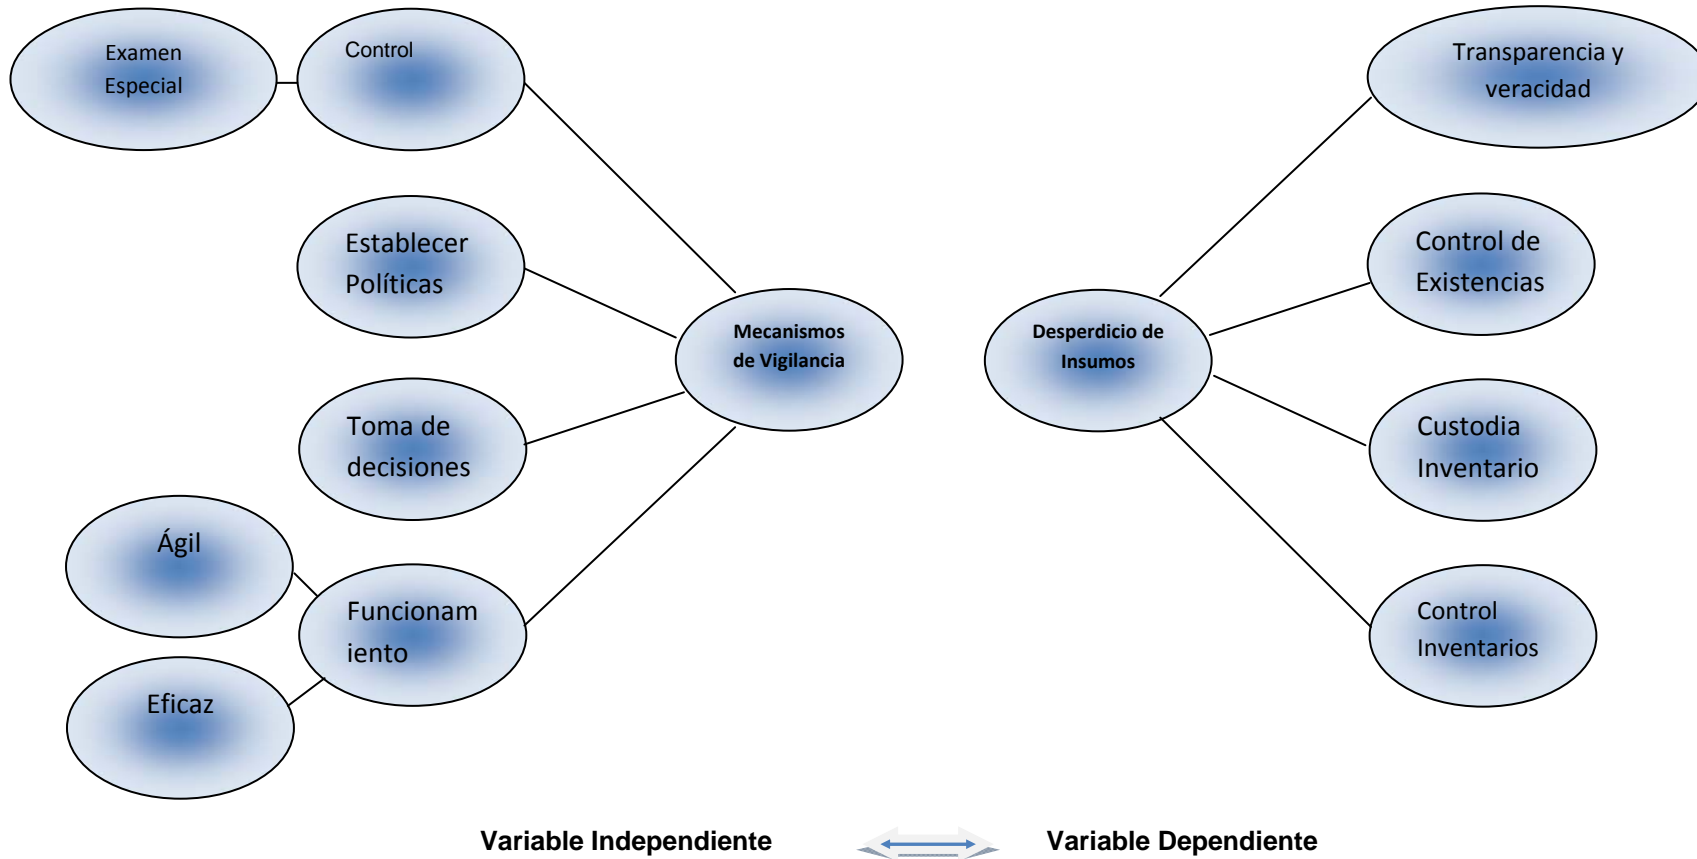 Examen
Especial
Control
Establecer
Políticas
Toma de
decisiones
Ágil
Eficaz
Funcionam
iento
Mecanismos
de Vigilancia
Desperdicio de
Insumos
Transparencia y
veracidad
Control de
Existencias
Custodia
Inventario
Control
Inventarios
Variable Independiente
Variable Dependiente